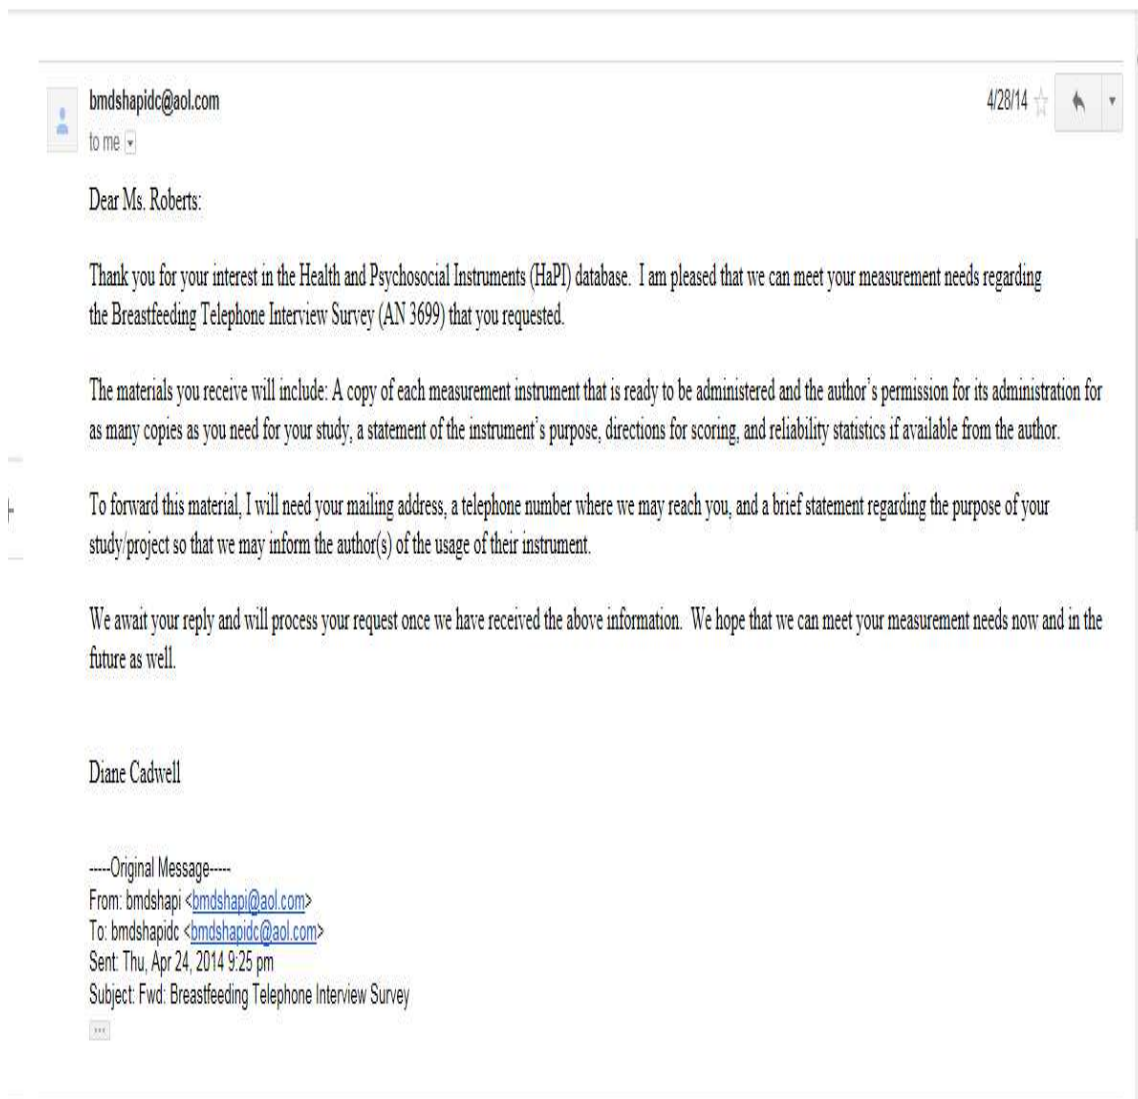 bmdshapidc@aol.com
4/28/14
to me
Dear Ms. Roberts:
Thank you for your interest in the Health and Psychosocial Instruments (HaPI) database.  I am pleased that we can meet your measurement needs regarding
the Breastfeeding Telephone Interview Survey (AN 3699) that you requested.
The materials you receive will include: A copy of each measurement instrument that is ready to be administered and the author's permission for its administration for
as many copies as you need for your study, a statement of the instrument's purpose, directions for scoring, and reliability statistics if available from the author.
To forward this material, I will need your mailing address, a telephone number where we may reach you, and a brief statement regarding the purpose of your
study/project so that we may inform the author(s) of the usage of their instrument.
We await your reply and will process your request once we have received the above information.  We hope that we can meet your measurement needs now and in the
future as well.
Diane Cadwell
-----Original Message-----
From: bmdshapi <bmdshapi@aol.com>
To: bmdshapidc <bmdshapidc@aol.com>
Sent: Thu, Apr 24, 2014 9:25 pm
Subject: Fwd: Breastfeeding Telephone Interview Survey